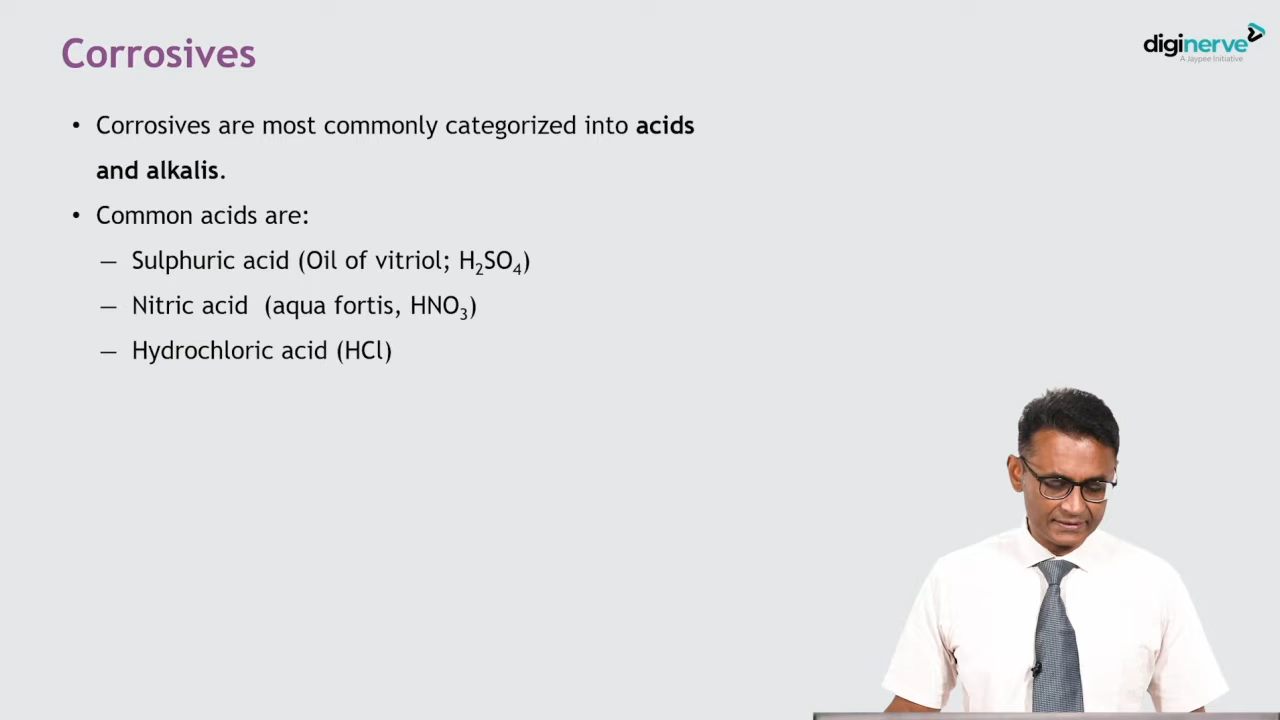 Corrosives
diginerve
A Jaypee Initiative
• Corrosives are most commonly categorized into acids
and alkalis.
• Common acids are:
— Sulphuric acid (Oil of vitriol; H₂SO₄)
— Nitric acid (aqua fortis, HNO₃)
— Hydrochloric acid (HCl)